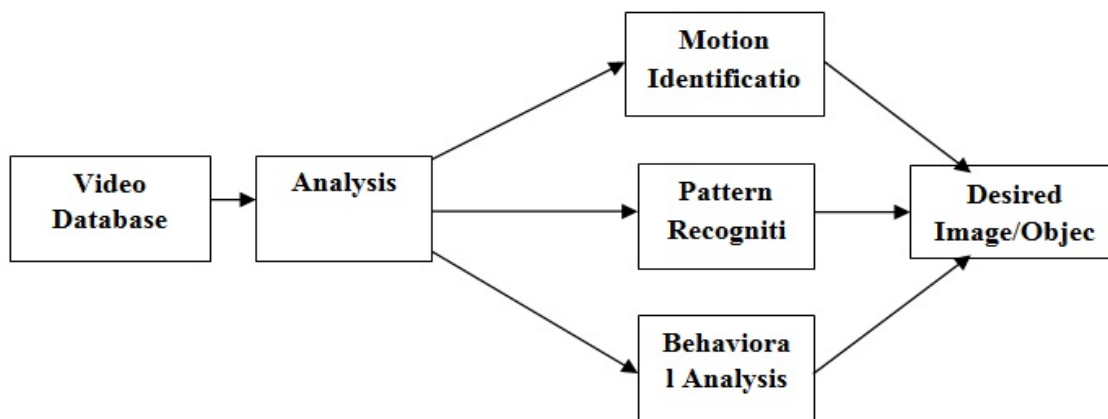 Motion
Identificatio
Video
Database
Analysis
Pattern
Recogniti
Desired
Image/Objec
Behaviora
l Analysis